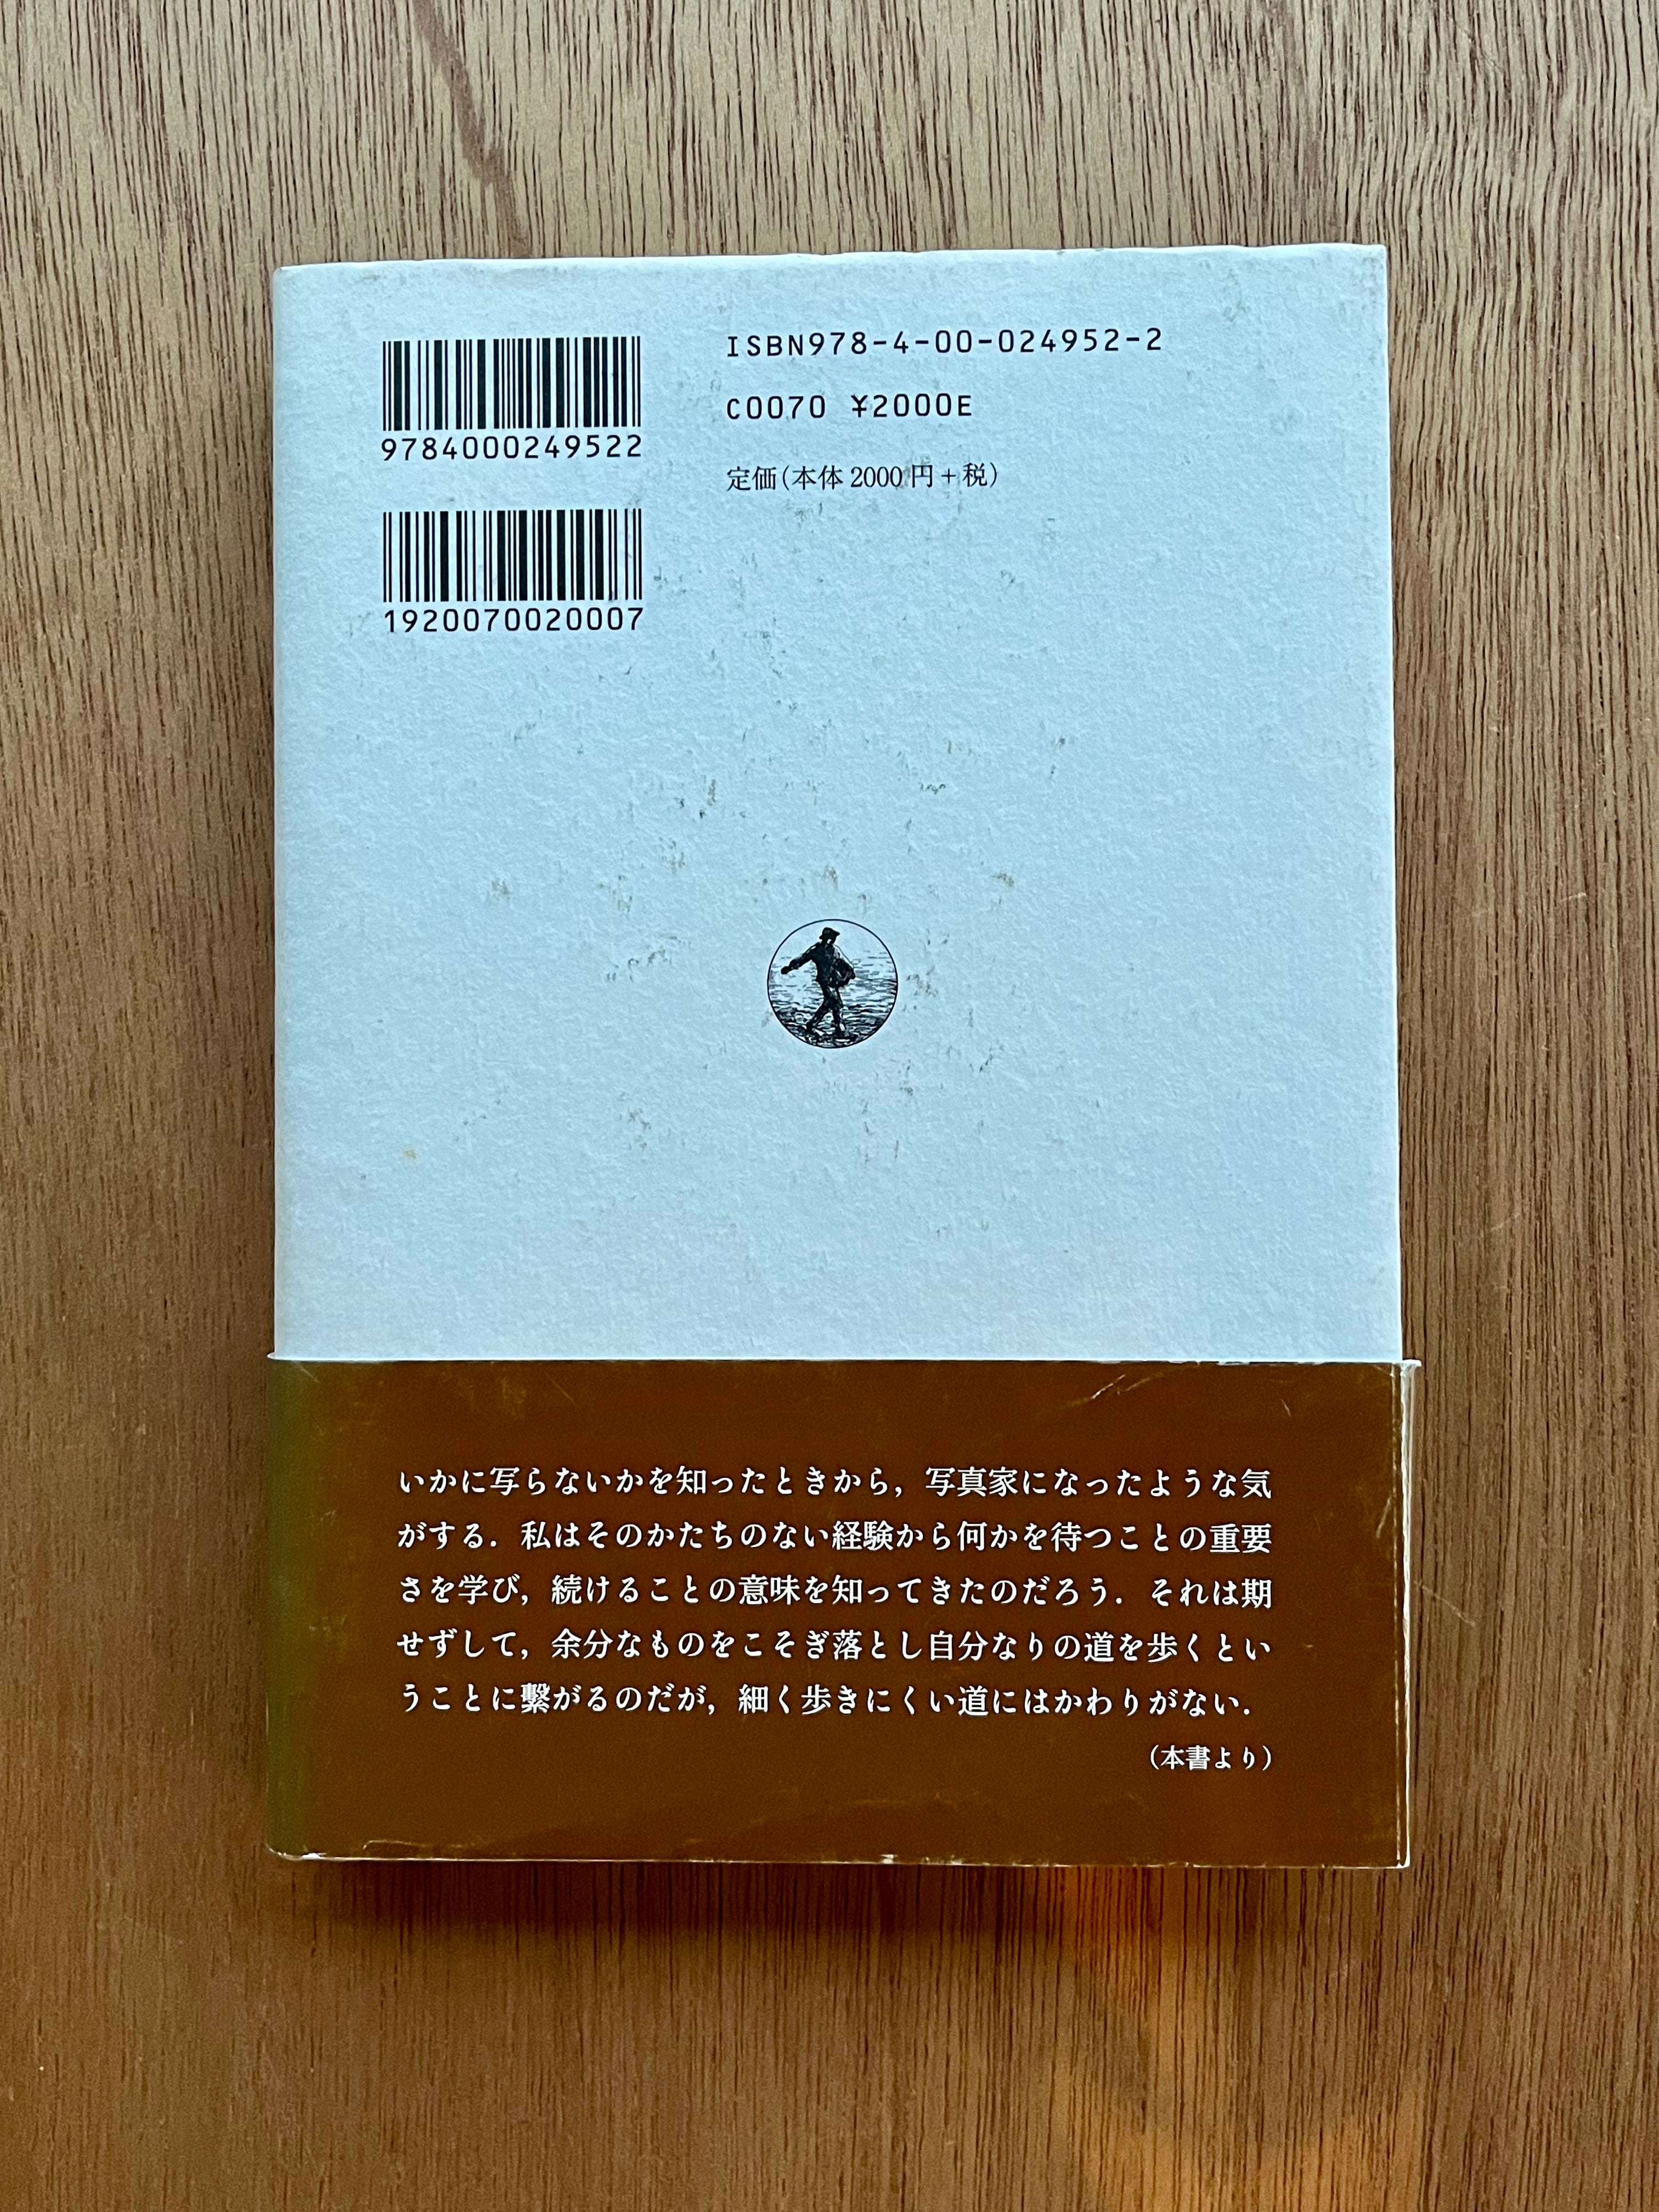 ISBN978-4-00-024952-2
C0070 ¥2000E
定価(本体 2000 円+税)
9784000249522
1920070020007
いかに写らないかを知ったときから，写真家になったような気
がする．私はそのかたちのない経験から何かを待つことの重要
さを学び，続けることの意味を知ってきたのだろう．それは期
せずして，余分なものをこそぎ落とし自分なりの道を歩くとい
うことに繫がるのだが，細く歩きにくい道にはかわりがない．
（本書より）